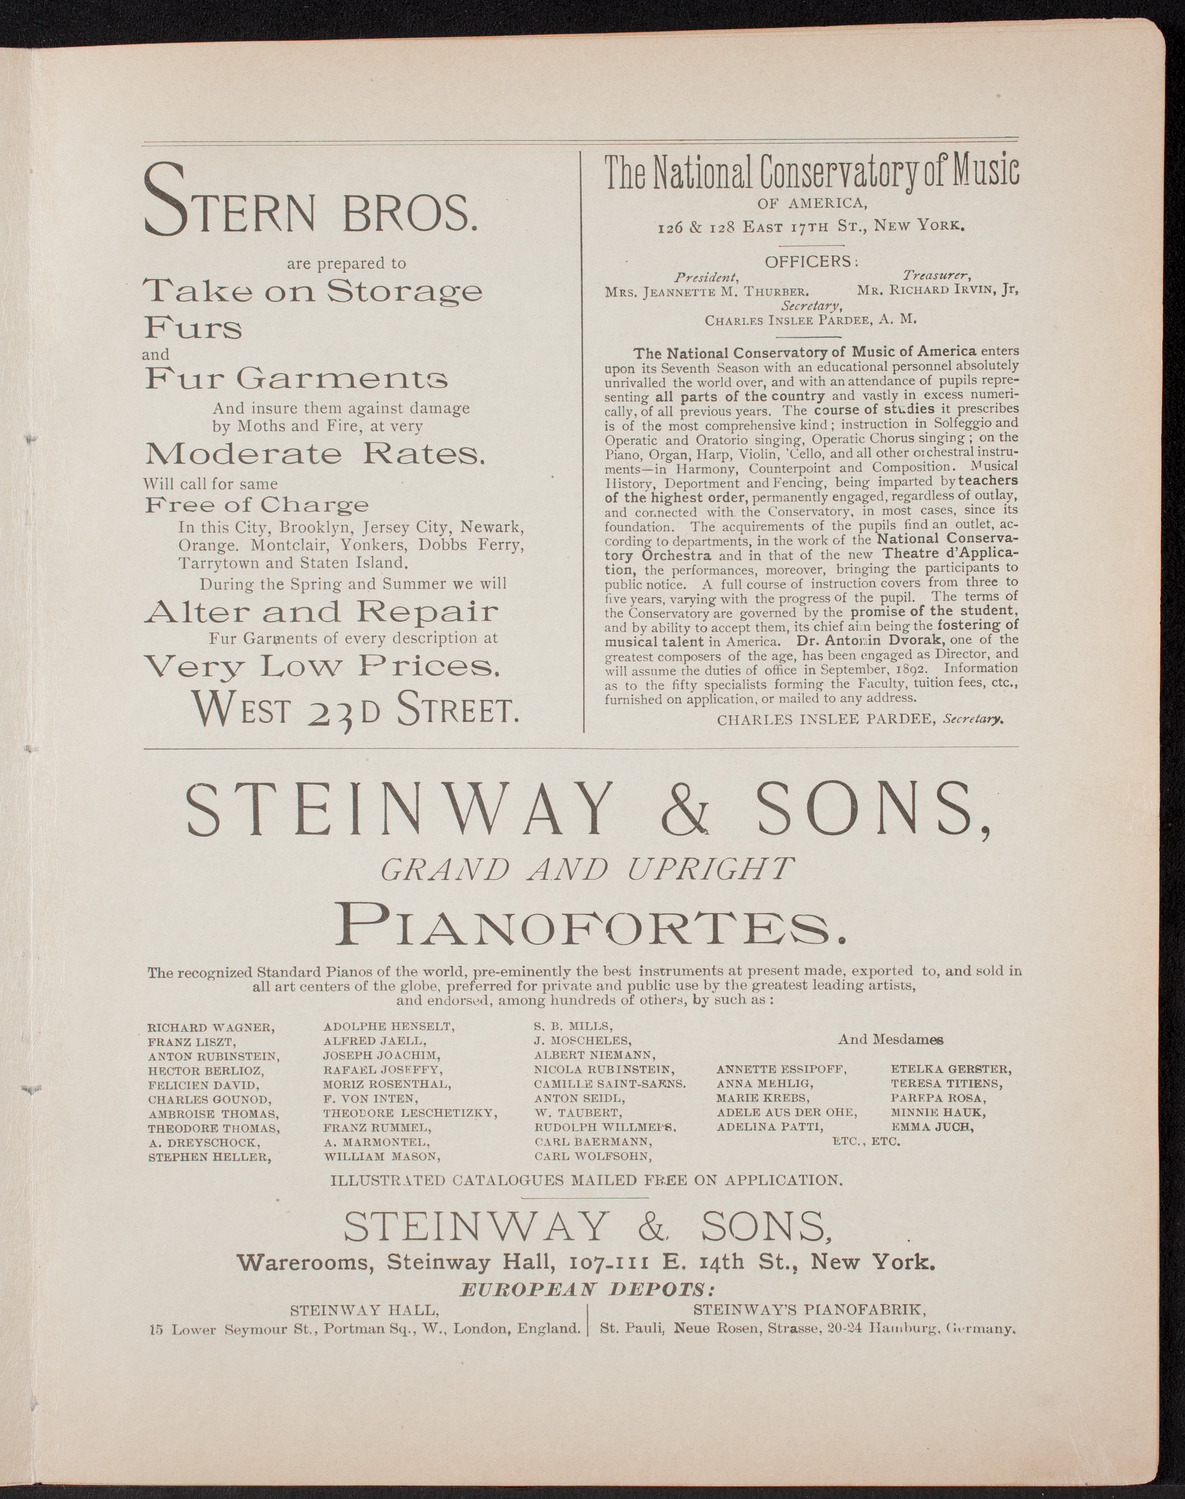 STERN BROS.
are prepared to
Take on Storage
Furs
and
Fur Garments
And insure them against damage
by Moths and Fire, at very
Moderate Rates.
Will call for same
Free of Charge
In this City, Brooklyn, Jersey City, Newark,
Orange. Montclair, Yonkers, Dobbs Ferry,
Tarrytown and Staten Island.
During the Spring and Summer we will
Alter and Repair
Fur Garments of every description at
Very Low Prices.
WEST 23D STREET.
The National Conservatory of Music
OF AMERICA,
126 & 128 EAST 17TH ST., NEW YORK.
OFFICERS:
President, Treasurer,
MRS. JEANNETTE M. THURBER. MR. RICHARD IRVIN, Jr,
Secretary,
CHARLES INSLEE PARDEE, A. M.
The National Conservatory of Music of America enters
upon its Seventh Season with an educational personnel absolutely
unrivalled the world over, and with an attendance of pupils repre-
senting all parts of the country and vastly in excess numeri-
cally, of all previous years. The course of studies it prescribes
is of the most comprehensive kind; instruction in Solfeggio and
Operatic and Oratorio singing, Operatic Chorus singing; on the
Piano, Organ, Harp, Violin, 'Cello, and all other orchestral instru-
ments—in Harmony, Counterpoint and Composition. Musical
History, Deportment and Fencing, being imparted by teachers
of the highest order, permanently engaged, regardless of outlay,
and connected with the Conservatory, in most cases, since its
foundation. The acquirements of the pupils find an outlet, ac-
cording to departments, in the work of the National Conserva-
tory Orchestra and in that of the new Theatre d'Applica-
tion, the performances, moreover, bringing the participants to
public notice. A full course of instruction covers from three to
five years, varying with the progress of the pupil. The terms of
the Conservatory are governed by the promise of the student,
and by ability to accept them, its chief aim being the fostering of
musical talent in America. Dr. Antonin Dvorak, one of the
greatest composers of the age, has been engaged as Director, and
will assume the duties of office in September, 1892. Information
as to the fifty specialists forming the Faculty, tuition fees, etc.,
furnished on application, or mailed to any address.
CHARLES INSLEE PARDEE, Secretary.
STEINWAY & SONS,
GRAND AND UPRIGHT
PIANOFORTES.
The recognized Standard Pianos of the world, pre-eminently the best instruments at present made, exported to, and sold in
all art centers of the globe, preferred for private and public use by the greatest leading artists,
and endorsed, among hundreds of others, by such as:
RICHARD WAGNER,
FRANZ LISZT,
ANTON RUBINSTEIN,
HECTOR BERLIOZ,
FELICIEN DAVID,
CHARLES GOUNOD,
AMBROISE THOMAS,
THEODORE THOMAS,
A. DREYSCHOCK,
STEPHEN HELLER,
ADOLPHE HENSELT,
ALFRED JAELL,
JOSEPH JOACHIM,
RAFAEL JOSEFFY,
MORIZ ROSENTHAL,
F. VON INTEN,
THEODORE LESCHETIZKY,
FRANZ RUMMEL,
A. MARMONTEL,
WILLIAM MASON,
S. B. MILLS,
J. MOSCHELES,
ALBERT NIEMANN,
NICOLA RUBINSTEIN,
CAMILLE SAINT-SAENS.
ANTON SEIDL,
W. TAUBERT,
RUDOLPH WILLMERS,
CARL BAERMANN,
CARL WOLFSOHN,
And Mesdames
ANNETTE ESSIPOFF,
ANNA MEHLIG,
MARIE KREBS,
ADELE AUS DER OHE,
ADELINA PATTI,
ETELKA GERSTER,
TERESA TITIENS,
PAREPA ROSA,
MINNIE HAUK,
EMMA JUCH,
ETC., ETC.
ILLUSTRATED CATALOGUES MAILED FREE ON APPLICATION.
STEINWAY & SONS,
Warerooms, Steinway Hall, 107-111 E. 14th St., New York.
EUROPEAN DEPOTS:
STEINWAY HALL,
15 Lower Seymour St., Portman Sq., W., London, England.
STEINWAY'S PIANOFABRIK,
St. Pauli, Neue Rosen, Strasse, 20-24 Hamburg, Germany.